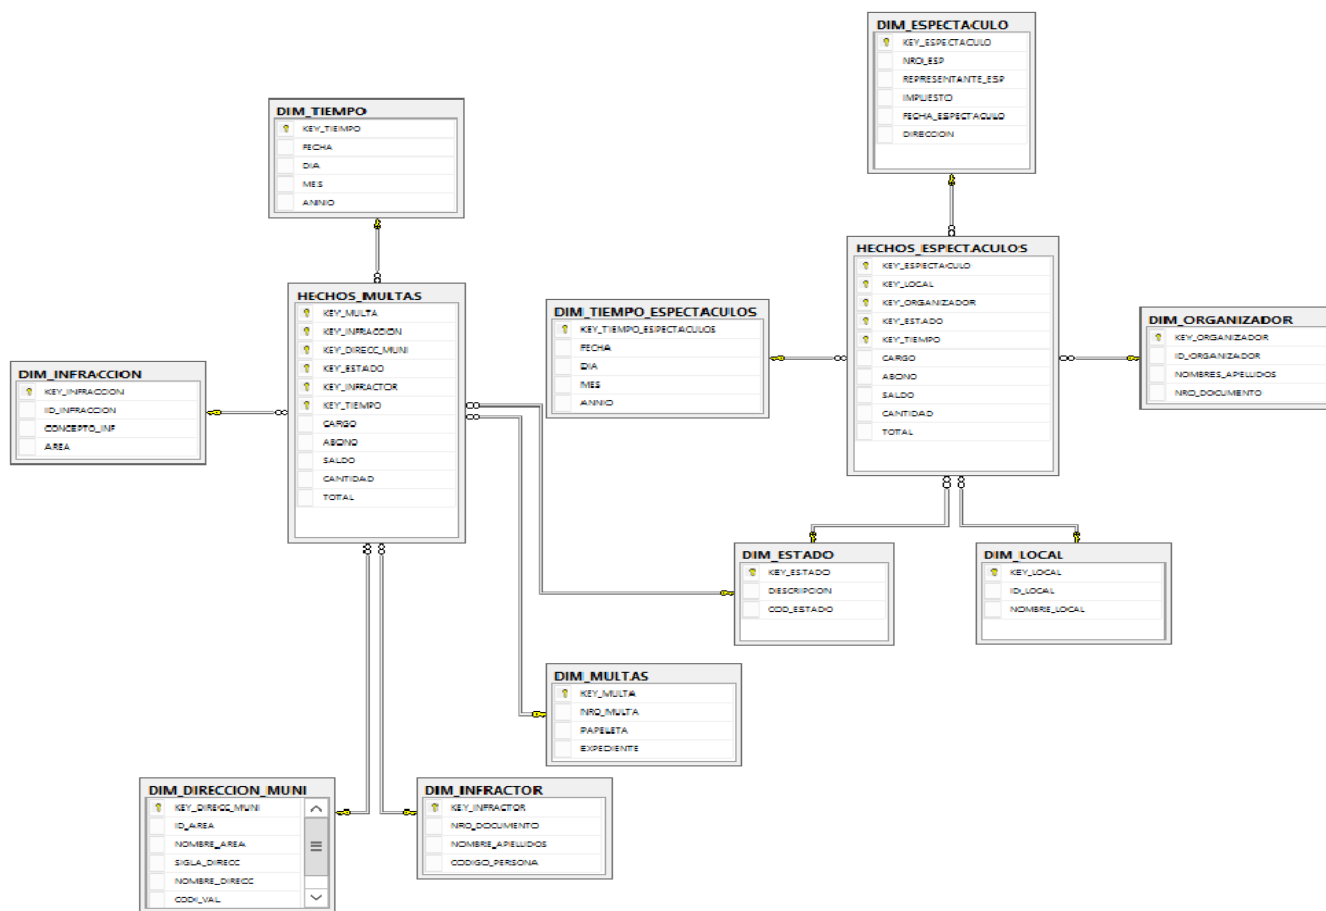 DIM_ESPECTACULO
KEY_ESPECTACULO
NRO_ESP
REPRESENTANTE_ESP
IMPUESTO
FECHA_ESPECTACULO
DIRECCION
DIM_TIEMPO
KEY_TIEMPO
FECHA
DIA
MES
ANNIO
HECHOS_MULTAS
KEY_MULTA
KEY_INFRACCION
KEY_DIRECC_MUNI
KEY_ESTADO
KEY_INFRACTOR
KEY_TIEMPO
CARGO
ABONO
SALDO
CANTIDAD
TOTAL
DIM_TIEMPO_ESPECTACULOS
KEY_TIEMPO_ESPECTACULOS
FECHA
DIA
MES
ANNIO
HECHOS_ESPECTACULOS
KEY_ESPECTACULO
KEY_LOCAL
KEY_ORGANIZADOR
KEY_ESTADO
KEY_TIEMPO
CARGO
ABONO
SALDO
CANTIDAD
TOTAL
DIM_ORGANIZADOR
KEY_ORGANIZADOR
ID_ORGANIZADOR
NOMBRES_APELLIDOS
NRO_DOCUMENTO
DIM_INFRACCION
KEY_INFRACCION
ID_INFRACCION
CONCEPTO_INF
AREA
DIM_ESTADO
KEY_ESTADO
DESCRIPCION
COD_ESTADO
DIM_LOCAL
KEY_LOCAL
ID_LOCAL
NOMBRE_LOCAL
DIM_MULTAS
KEY_MULTA
NRO_MULTA
PAPELETA
EXPEDIENTE
DIM_DIRECCION_MUNI
KEY_DIRECC_MUNI
ID_AREA
NOMBRE_AREA
SIGLA_DIRECC
NOMBRE_DIRECC
CODI_VAL
DIM_INFRACTOR
KEY_INFRACTOR
NRO_DOCUMENTO
NOMBRE_APELLIDOS
CODIGO_PERSONA